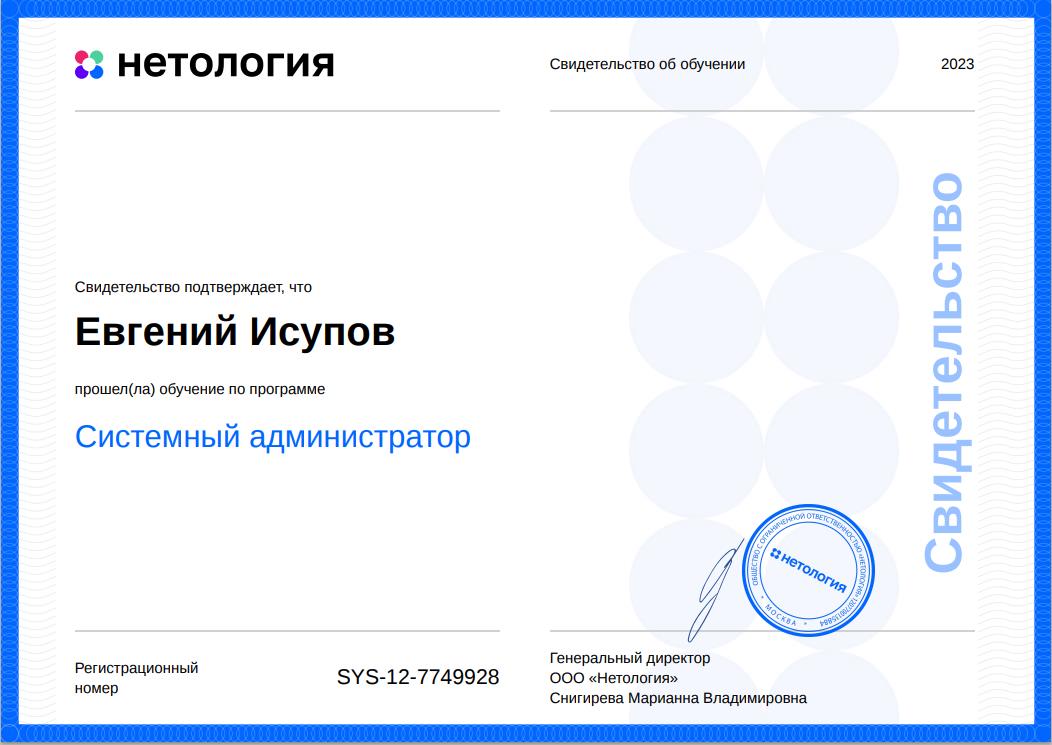 нетология
Свидетельство об обучении
2023
Свидетельство подтверждает, что
Евгений Исупов
прошел(ла) обучение по программе
Системный администратор
Свидетельство
ОБЩЕСТВО С ОГРАНИЧЕННОЙ ОТВЕТСТВЕННОСТЬЮ «НЕТОЛОГИЯ»
* МОСКВА *
нетология
Регистрационный
номер
SYS-12-7749928
Генеральный директор
ООО «Нетология»
Снигирева Марианна Владимировна